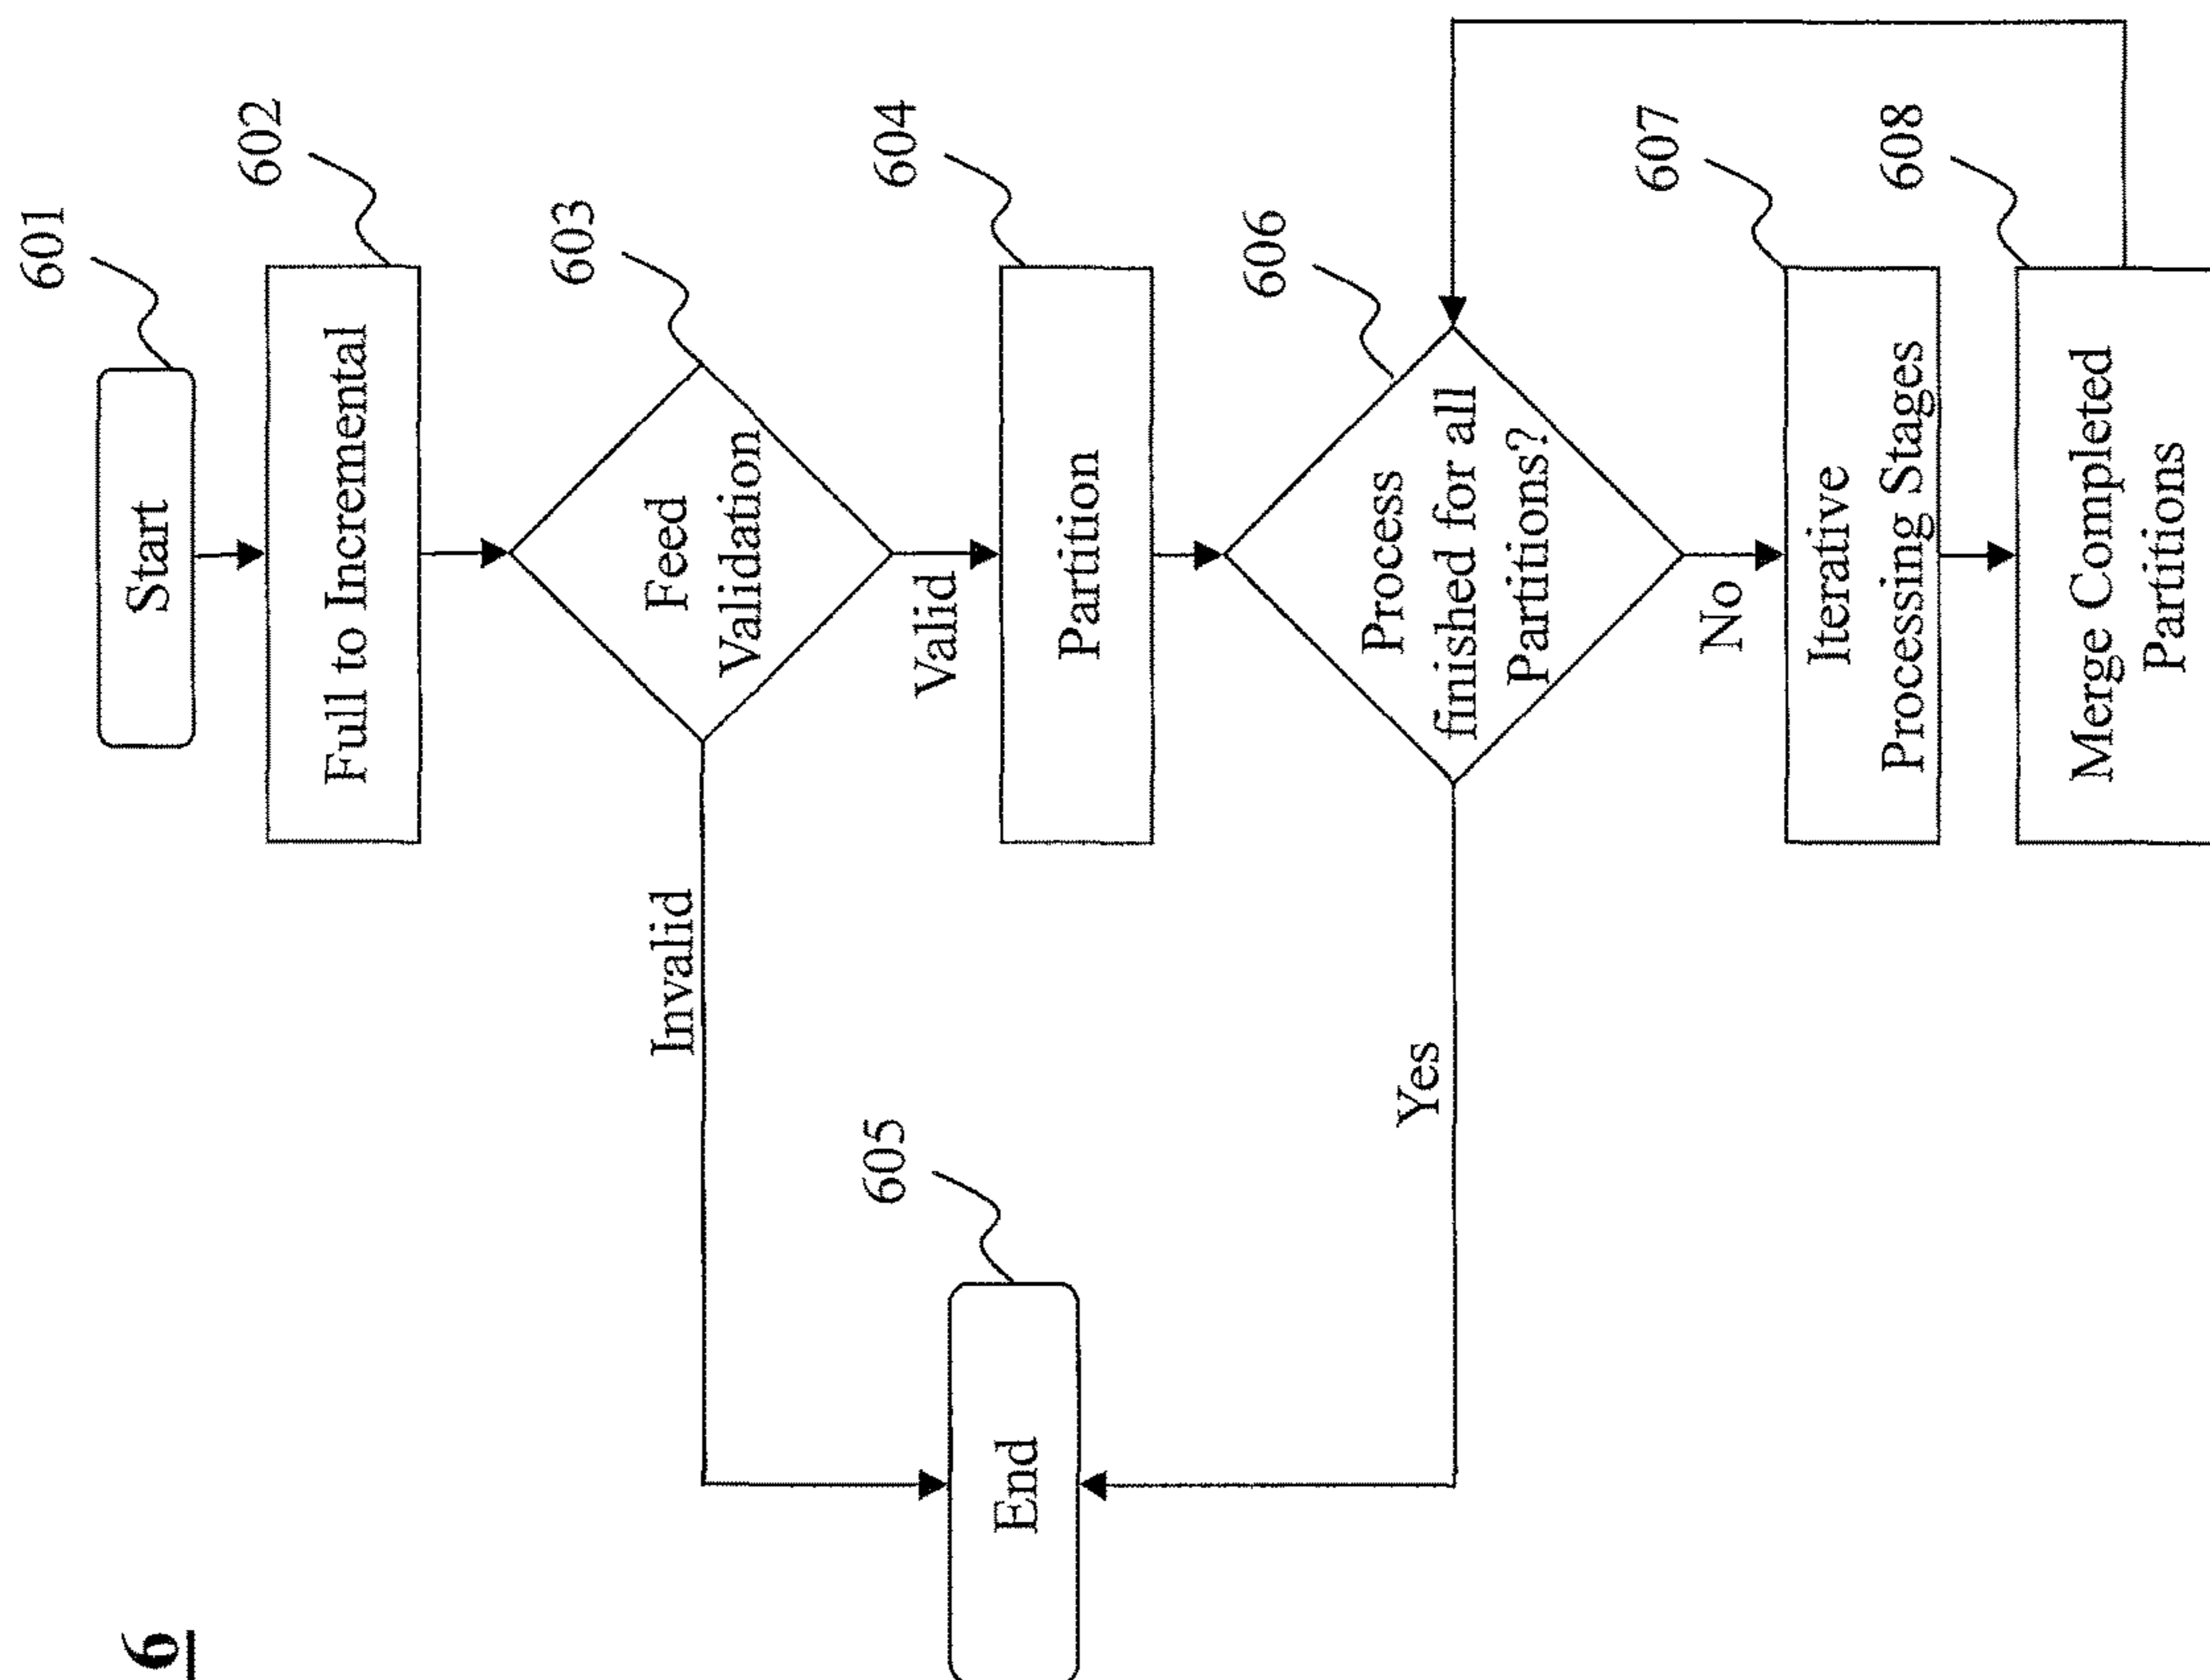 6
601
Start
602
Full to Incremental
603
Feed
Validation
Invalid
Valid
604
Partition
605
End
606
Process
finished for all
Partitions?
Yes
No
607
Iterative
Processing Stages
608
Merge Completed
Partitions